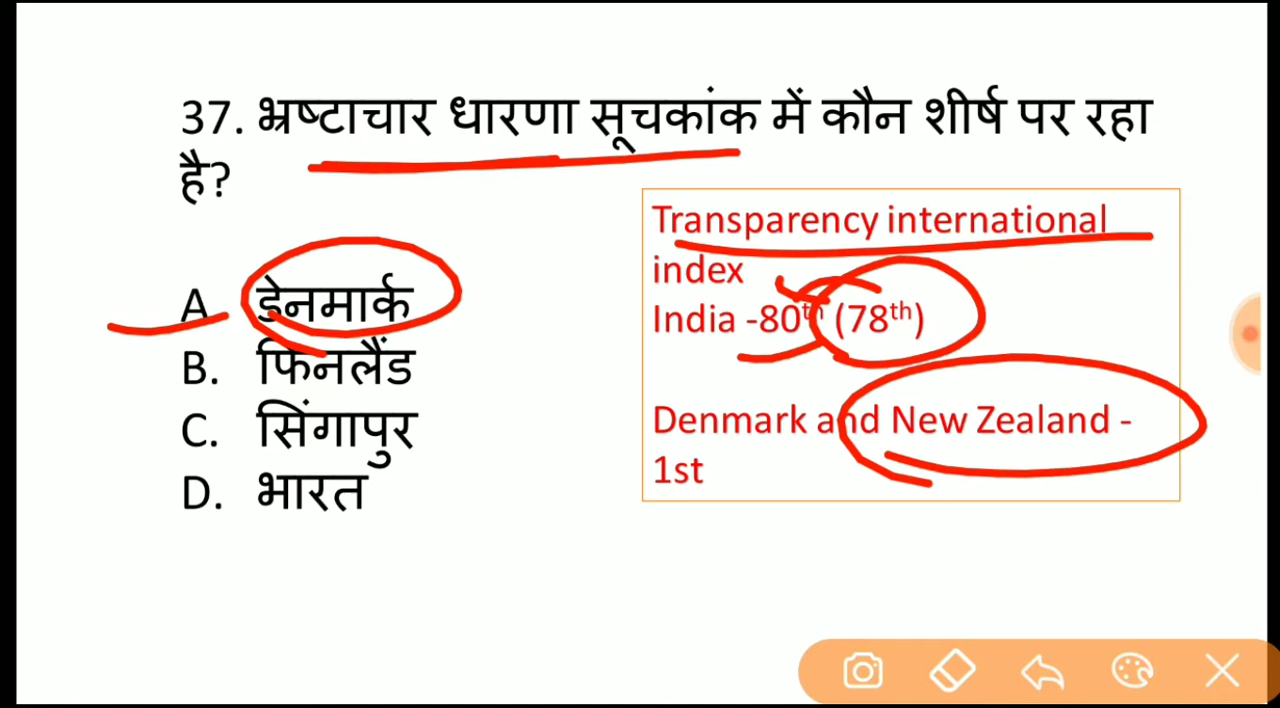 37. भ्रष्टाचार धारणा सूचकांक में कौन शीर्ष पर रहा
है?
Transparency international
index
India -80th (78th)
Denmark and New Zealand -
1st
A. डेनमार्क
B. फिनलैंड
C. सिंगापुर
D. भारत